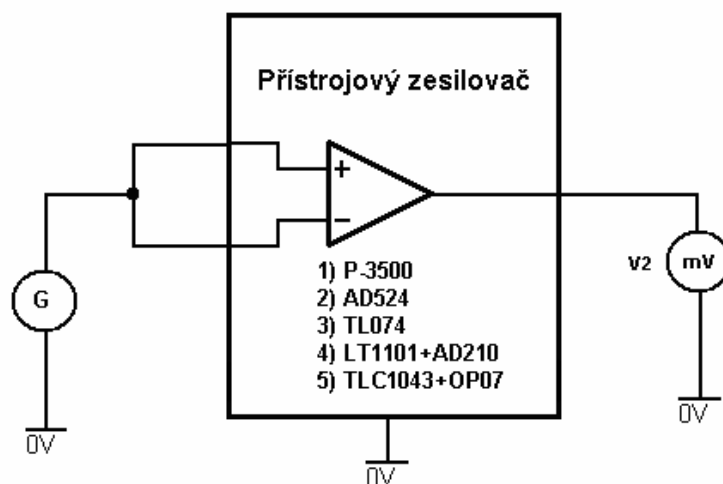 Přístrojový zesilovač
+
−
1) P-3500
2) AD524
3) TL074
4) LT1101+AD210
5) TLC1043+OP07
G
V2 mV
0V
0V
0V